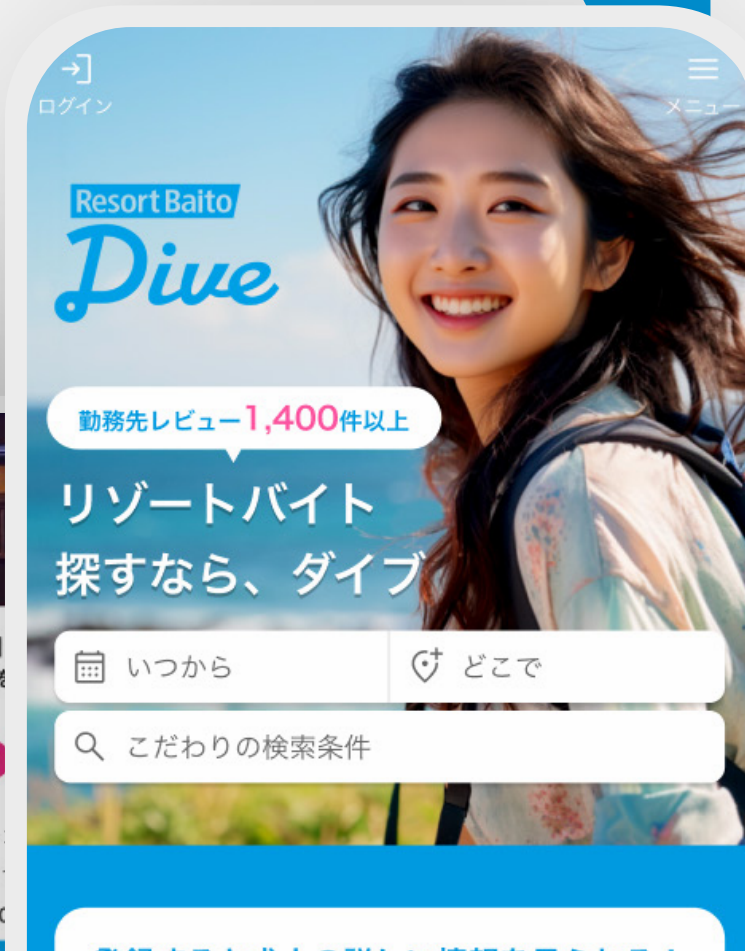 ログイン
メニュー
Resort Baito
Dive
勤務先レビュー1,400件以上
リゾートバイト
探すなら、ダイブ
いつから
どこで
こだわりの検索条件